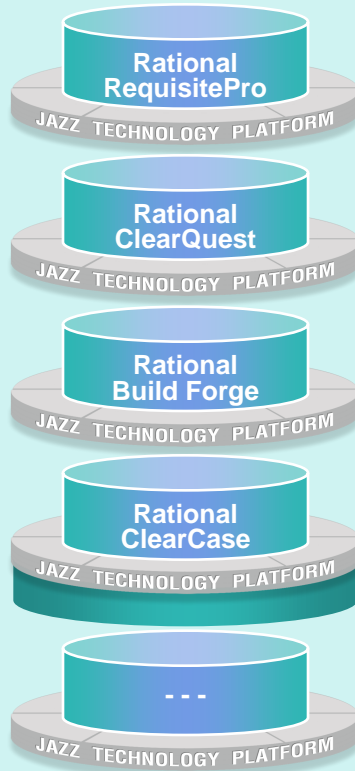 Rational
RequisitePro
JAZZ TECHNOLOGY PLATFORM
Rational
ClearQuest
JAZZ TECHNOLOGY PLATFORM
Rational
Build Forge
JAZZ TECHNOLOGY PLATFORM
Rational
ClearCase
JAZZ TECHNOLOGY PLATFORM
- - -
JAZZ TECHNOLOGY PLATFORM